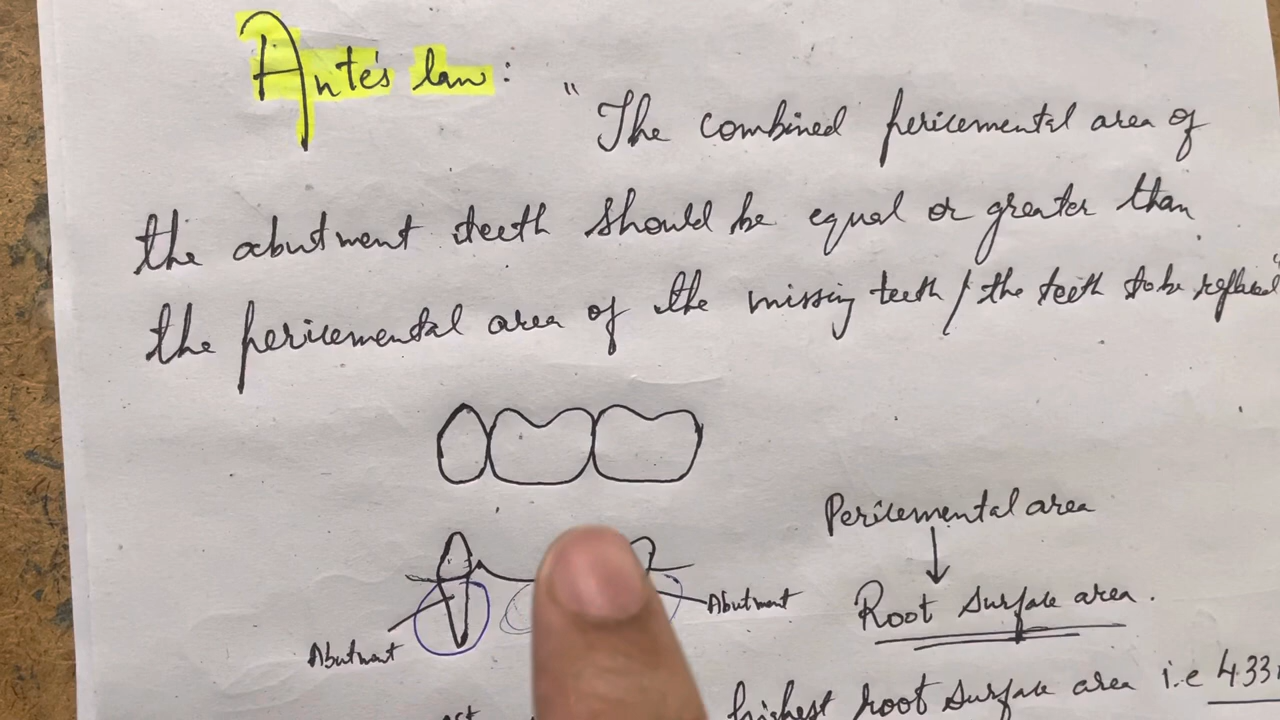 Ante's law:
"The combined pericemental area of
the abutment teeth should be equal or greater than
the pericemental area of the missing teeth / the teeth to be replaced"
Pericemental area
Abutment
Root surface area.
Abutment
highest root surface area i.e 433